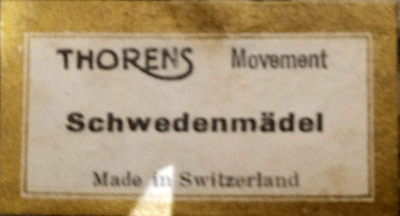 THORENS Movement
Schwedenmädel
Made in Switzerland